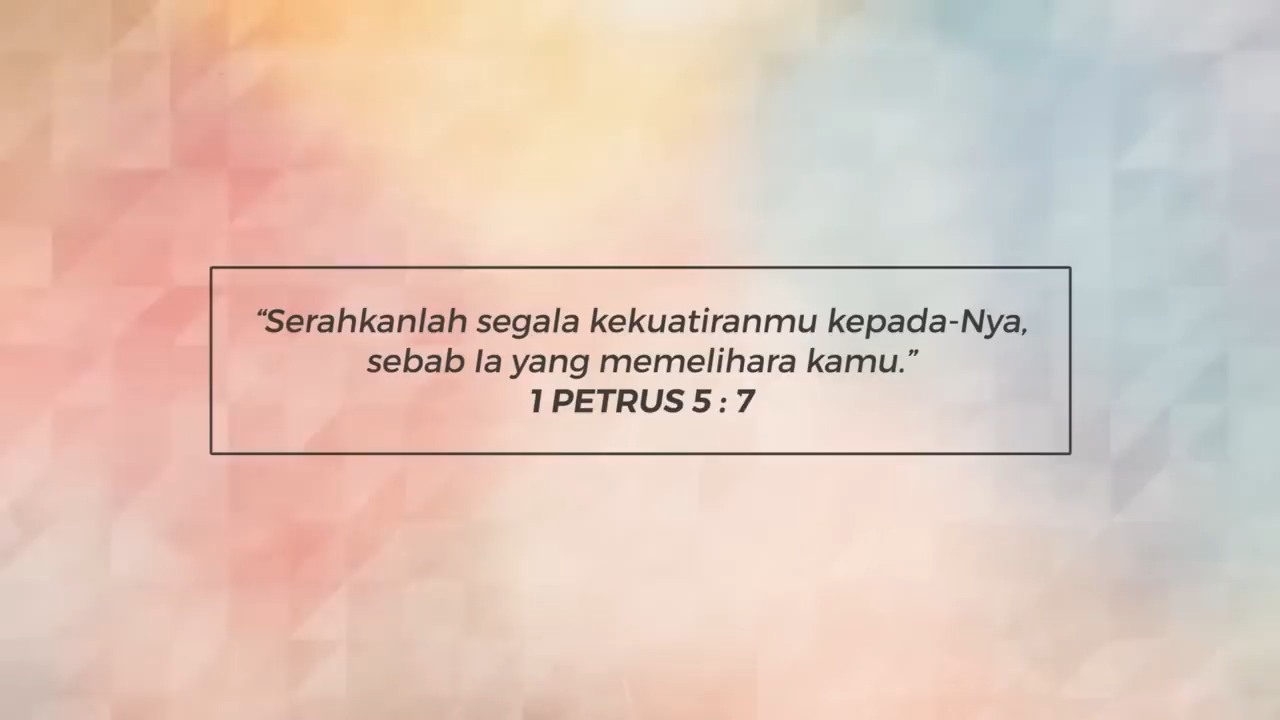 “Serahkanlah segala kekuatiranmu kepada-Nya,
sebab Ia yang memelihara kamu.”
1 PETRUS 5 : 7